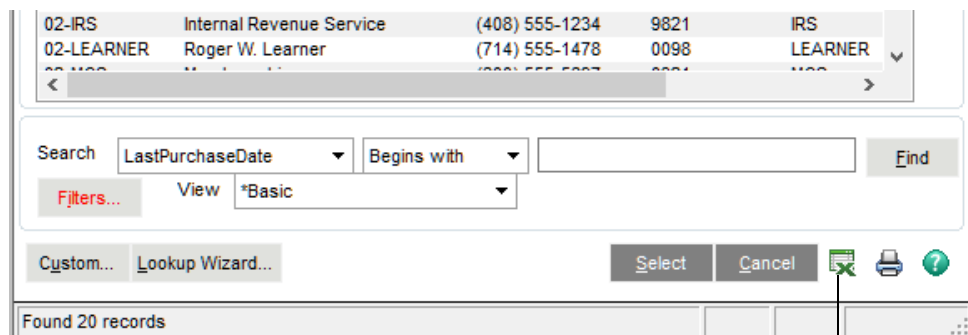 02-IRS Internal Revenue Service (408) 555-1234 9821 IRS
02-LEARNER Roger W. Learner (714) 555-1478 0098 LEARNER
Search LastPurchaseDate Begins with Find
Filters... View *Basic
Custom... Lookup Wizard... Select Cancel ?
Found 20 records